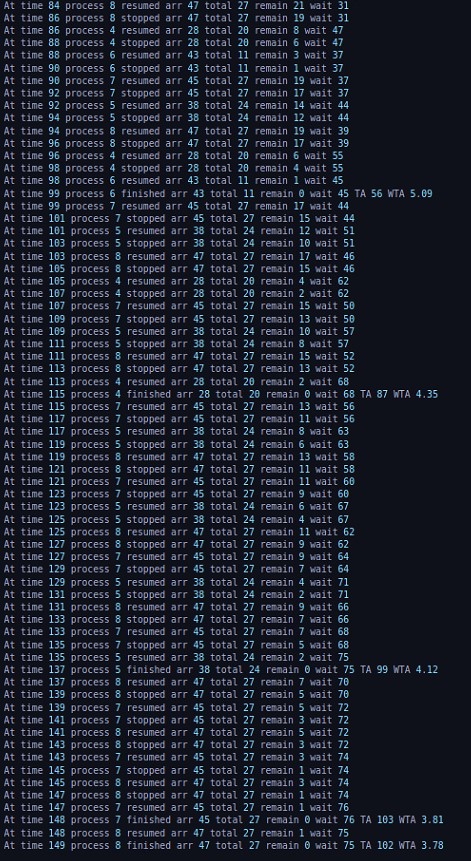 At time 84 process 8 resumed arr 47 total 27 remain 21 wait 31
At time 86 process 8 stopped arr 47 total 27 remain 19 wait 31
At time 86 process 4 resumed arr 28 total 20 remain 8 wait 47
At time 88 process 4 stopped arr 28 total 20 remain 6 wait 47
At time 88 process 6 resumed arr 43 total 11 remain 3 wait 37
At time 90 process 6 stopped arr 43 total 11 remain 1 wait 37
At time 90 process 7 resumed arr 45 total 27 remain 19 wait 37
At time 92 process 7 stopped arr 45 total 27 remain 17 wait 37
At time 92 process 5 resumed arr 38 total 24 remain 14 wait 44
At time 94 process 5 stopped arr 38 total 24 remain 12 wait 44
At time 94 process 8 resumed arr 47 total 27 remain 19 wait 39
At time 96 process 8 stopped arr 47 total 27 remain 17 wait 39
At time 96 process 4 resumed arr 28 total 20 remain 6 wait 55
At time 98 process 4 stopped arr 28 total 20 remain 4 wait 55
At time 98 process 6 resumed arr 43 total 11 remain 1 wait 45
At time 99 process 6 finished arr 43 total 11 remain 0 wait 45 TA 56 WTA 5.09
At time 99 process 7 resumed arr 45 total 27 remain 17 wait 44
At time 101 process 7 stopped arr 45 total 27 remain 15 wait 44
At time 101 process 5 resumed arr 38 total 24 remain 12 wait 51
At time 103 process 5 stopped arr 38 total 24 remain 10 wait 51
At time 103 process 8 resumed arr 47 total 27 remain 17 wait 46
At time 105 process 8 stopped arr 47 total 27 remain 15 wait 46
At time 105 process 4 resumed arr 28 total 20 remain 4 wait 62
At time 107 process 4 stopped arr 28 total 20 remain 2 wait 62
At time 107 process 7 resumed arr 45 total 27 remain 15 wait 50
At time 109 process 7 stopped arr 45 total 27 remain 13 wait 50
At time 109 process 5 resumed arr 38 total 24 remain 10 wait 57
At time 111 process 5 stopped arr 38 total 24 remain 8 wait 57
At time 111 process 8 resumed arr 47 total 27 remain 15 wait 52
At time 113 process 8 stopped arr 47 total 27 remain 13 wait 52
At time 113 process 4 resumed arr 28 total 20 remain 2 wait 68
At time 115 process 4 finished arr 28 total 20 remain 0 wait 68 TA 87 WTA 4.35
At time 115 process 7 resumed arr 45 total 27 remain 13 wait 56
At time 117 process 7 stopped arr 45 total 27 remain 11 wait 56
At time 117 process 5 resumed arr 38 total 24 remain 8 wait 63
At time 119 process 5 stopped arr 38 total 24 remain 6 wait 63
At time 119 process 8 resumed arr 47 total 27 remain 13 wait 58
At time 121 process 8 stopped arr 47 total 27 remain 11 wait 58
At time 121 process 7 resumed arr 45 total 27 remain 11 wait 60
At time 123 process 7 stopped arr 45 total 27 remain 9 wait 60
At time 123 process 5 resumed arr 38 total 24 remain 6 wait 67
At time 125 process 5 stopped arr 38 total 24 remain 4 wait 67
At time 125 process 8 resumed arr 47 total 27 remain 11 wait 62
At time 127 process 8 stopped arr 47 total 27 remain 9 wait 62
At time 127 process 7 resumed arr 45 total 27 remain 9 wait 64
At time 129 process 7 stopped arr 45 total 27 remain 7 wait 64
At time 129 process 5 resumed arr 38 total 24 remain 4 wait 71
At time 131 process 5 stopped arr 38 total 24 remain 2 wait 71
At time 131 process 8 resumed arr 47 total 27 remain 9 wait 66
At time 133 process 8 stopped arr 47 total 27 remain 7 wait 66
At time 133 process 7 resumed arr 45 total 27 remain 7 wait 68
At time 135 process 7 stopped arr 45 total 27 remain 5 wait 68
At time 135 process 5 resumed arr 38 total 24 remain 2 wait 75
At time 137 process 5 finished arr 38 total 24 remain 0 wait 75 TA 99 WTA 4.12
At time 137 process 8 resumed arr 47 total 27 remain 7 wait 70
At time 139 process 8 stopped arr 47 total 27 remain 5 wait 70
At time 139 process 7 resumed arr 45 total 27 remain 5 wait 72
At time 141 process 7 stopped arr 45 total 27 remain 3 wait 72
At time 141 process 8 resumed arr 47 total 27 remain 5 wait 72
At time 143 process 8 stopped arr 47 total 27 remain 3 wait 72
At time 143 process 7 resumed arr 45 total 27 remain 3 wait 74
At time 145 process 7 stopped arr 45 total 27 remain 1 wait 74
At time 145 process 8 resumed arr 47 total 27 remain 3 wait 74
At time 147 process 8 stopped arr 47 total 27 remain 1 wait 74
At time 147 process 7 resumed arr 45 total 27 remain 1 wait 76
At time 148 process 7 finished arr 45 total 27 remain 0 wait 76 TA 103 WTA 3.81
At time 148 process 8 resumed arr 47 total 27 remain 1 wait 75
At time 149 process 8 finished arr 47 total 27 remain 0 wait 75 TA 102 WTA 3.78